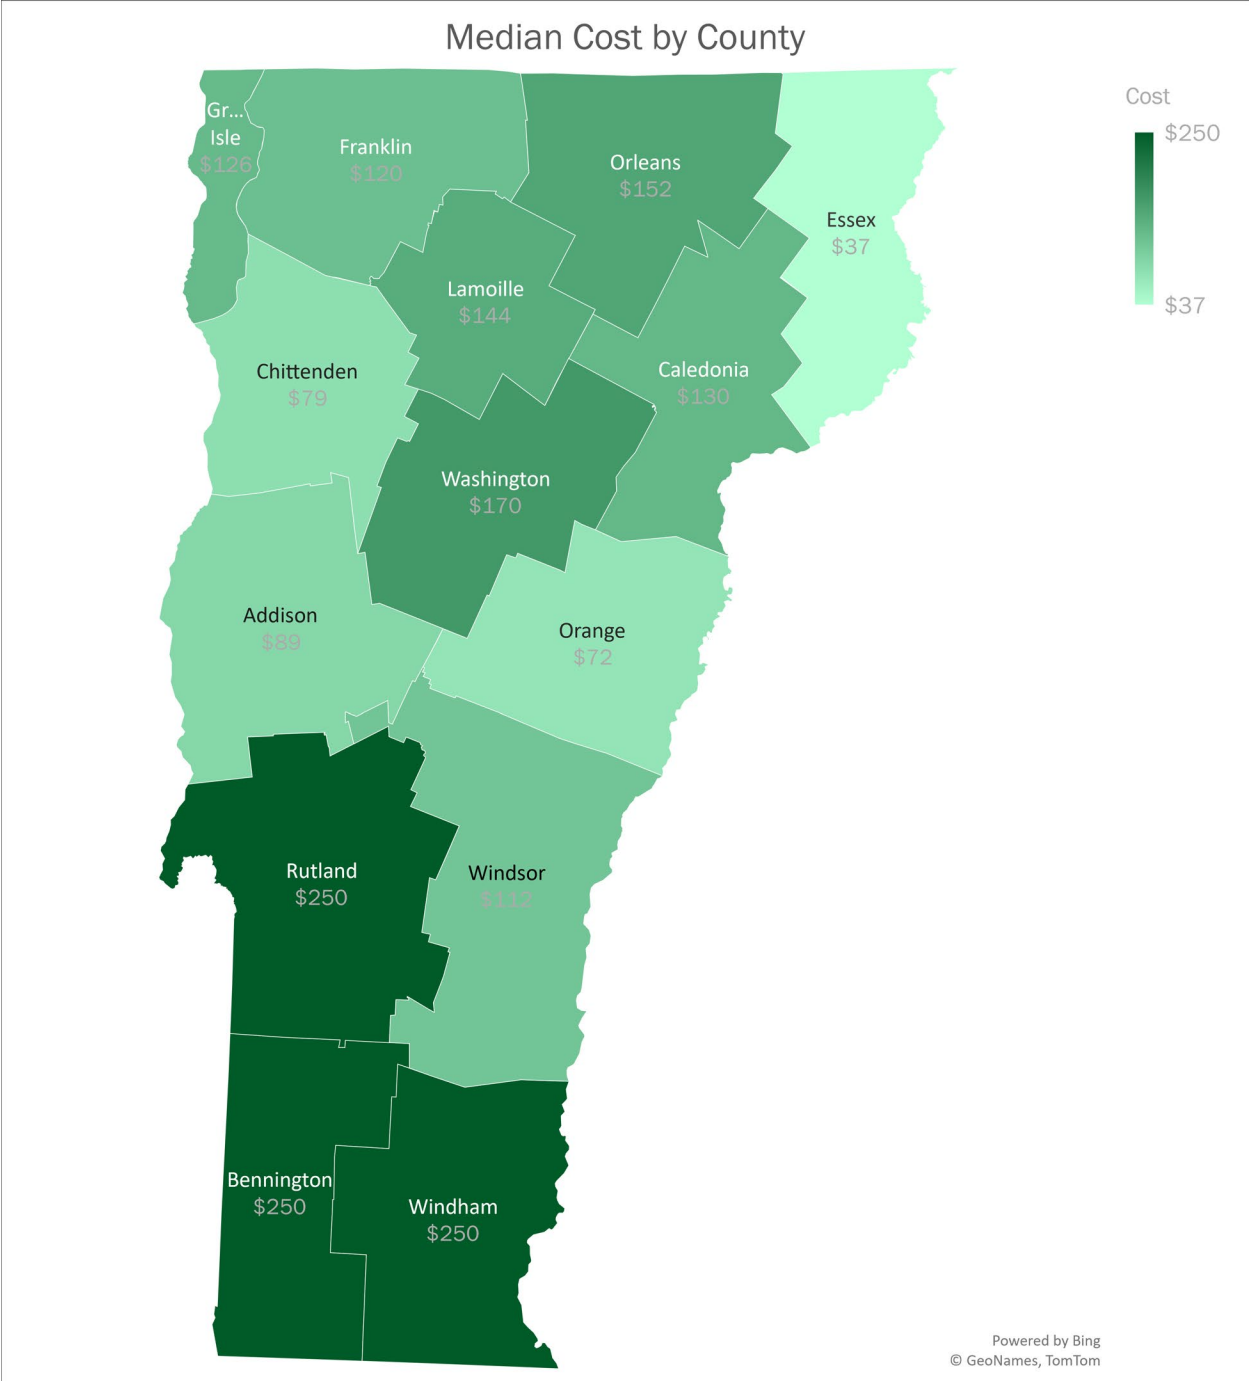 Median Cost by County
Cost
$250
$37
Gr...
Isle
$126
Franklin
$120
Orleans
$152
Essex
$37
Lamoille
$144
Chittenden
$79
Caledonia
$130
Washington
$170
Addison
$89
Orange
$72
Rutland
$250
Windsor
$112
Bennington
$250
Windham
$250
Powered by Bing
© GeoNames, TomTom